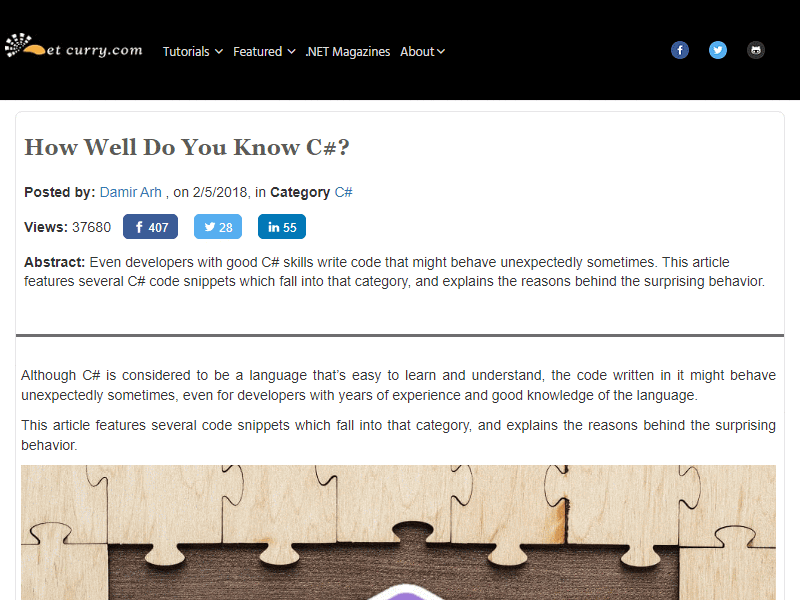 et curry.com
Tutorials Featured .NET Magazines About
How Well Do You Know C#?
Posted by: Damir Arh , on 2/5/2018, in Category C#
Views: 37680 407 28 in 55
Abstract: Even developers with good C# skills write code that might behave unexpectedly sometimes. This article
features several C# code snippets which fall into that category, and explains the reasons behind the surprising behavior.
Although C# is considered to be a language that’s easy to learn and understand, the code written in it might behave
unexpectedly sometimes, even for developers with years of experience and good knowledge of the language.
This article features several code snippets which fall into that category, and explains the reasons behind the surprising
behavior.